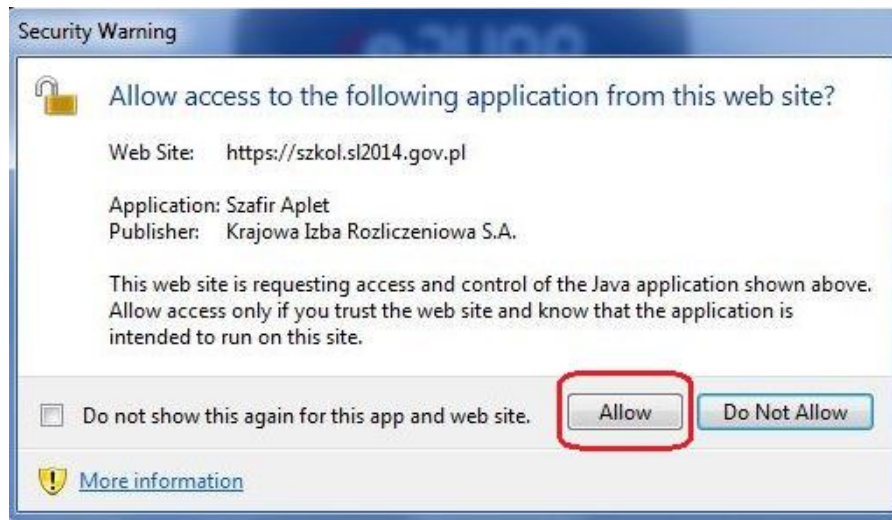 Security Warning
Allow access to the following application from this web site?
Web Site: https://szkol.sl2014.gov.pl
Application: Szafir Aplet
Publisher: Krajowa Izba Rozliczeniowa S.A.
This web site is requesting access and control of the Java application shown above.
Allow access only if you trust the web site and know that the application is
intended to run on this site.
Do not show this again for this app and web site. Allow Do Not Allow
More information